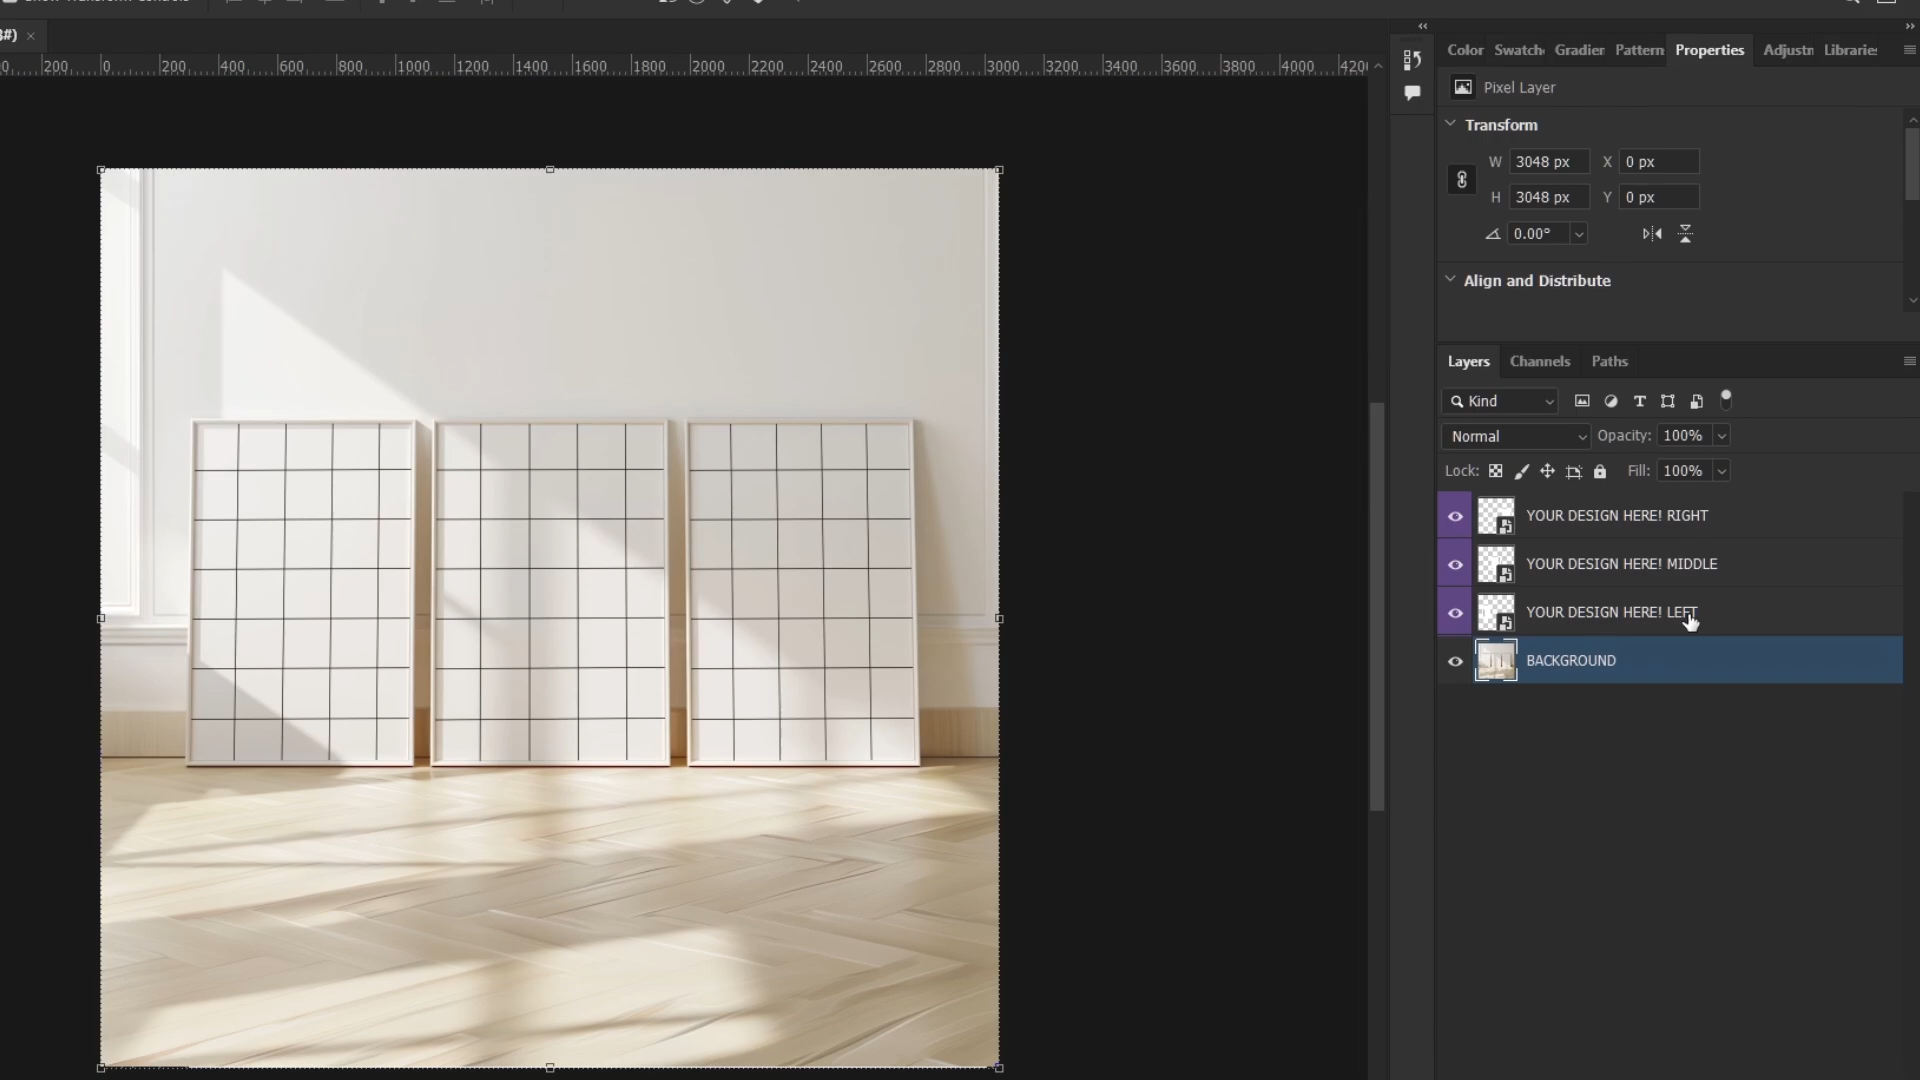 3#) ×
0 200 0 200 400 600 800 1000 1200 1400 1600 1800 2000 2200 2400 2600 2800 3000 3200 3400 3600 3800 4000 420
Color Swatch Gradier Pattern Properties Adjustn Libraries
Pixel Layer
Transform
W 3048 px X 0 px
H 3048 px Y 0 px
0.00°
Align and Distribute
Layers Channels Paths
Kind
Normal Opacity: 100%
Lock: Fill: 100%
YOUR DESIGN HERE! RIGHT
YOUR DESIGN HERE! MIDDLE
YOUR DESIGN HERE! LEFT
BACKGROUND